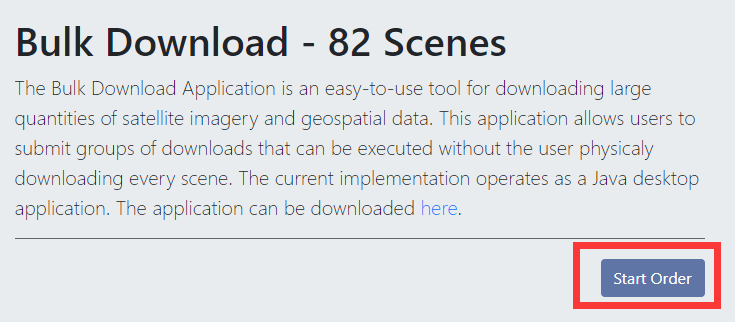 Bulk Download - 82 Scenes
The Bulk Download Application is an easy-to-use tool for downloading large
quantities of satellite imagery and geospatial data. This application allows users to
submit groups of downloads that can be executed without the user physicaly
downloading every scene. The current implementation operates as a Java desktop
application. The application can be downloaded here.
Start Order